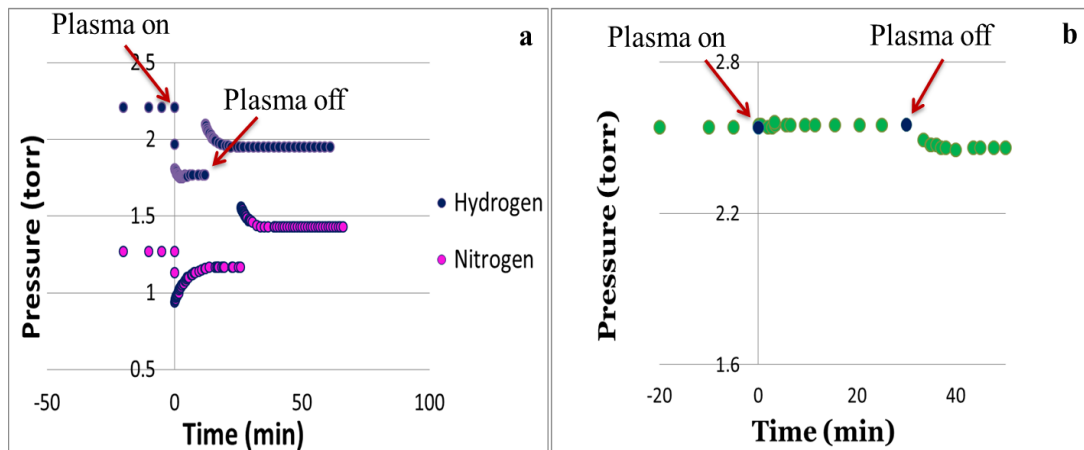 Plasma on
a
2.5
Plasma off
2
1.5
1
0.5
Hydrogen
Nitrogen
-50
0
50
100
Pressure (torr)
Time (min)
b
Plasma on
Plasma off
2.8
2.2
1.6
-20
0
20
40
Pressure (torr)
Time (min)